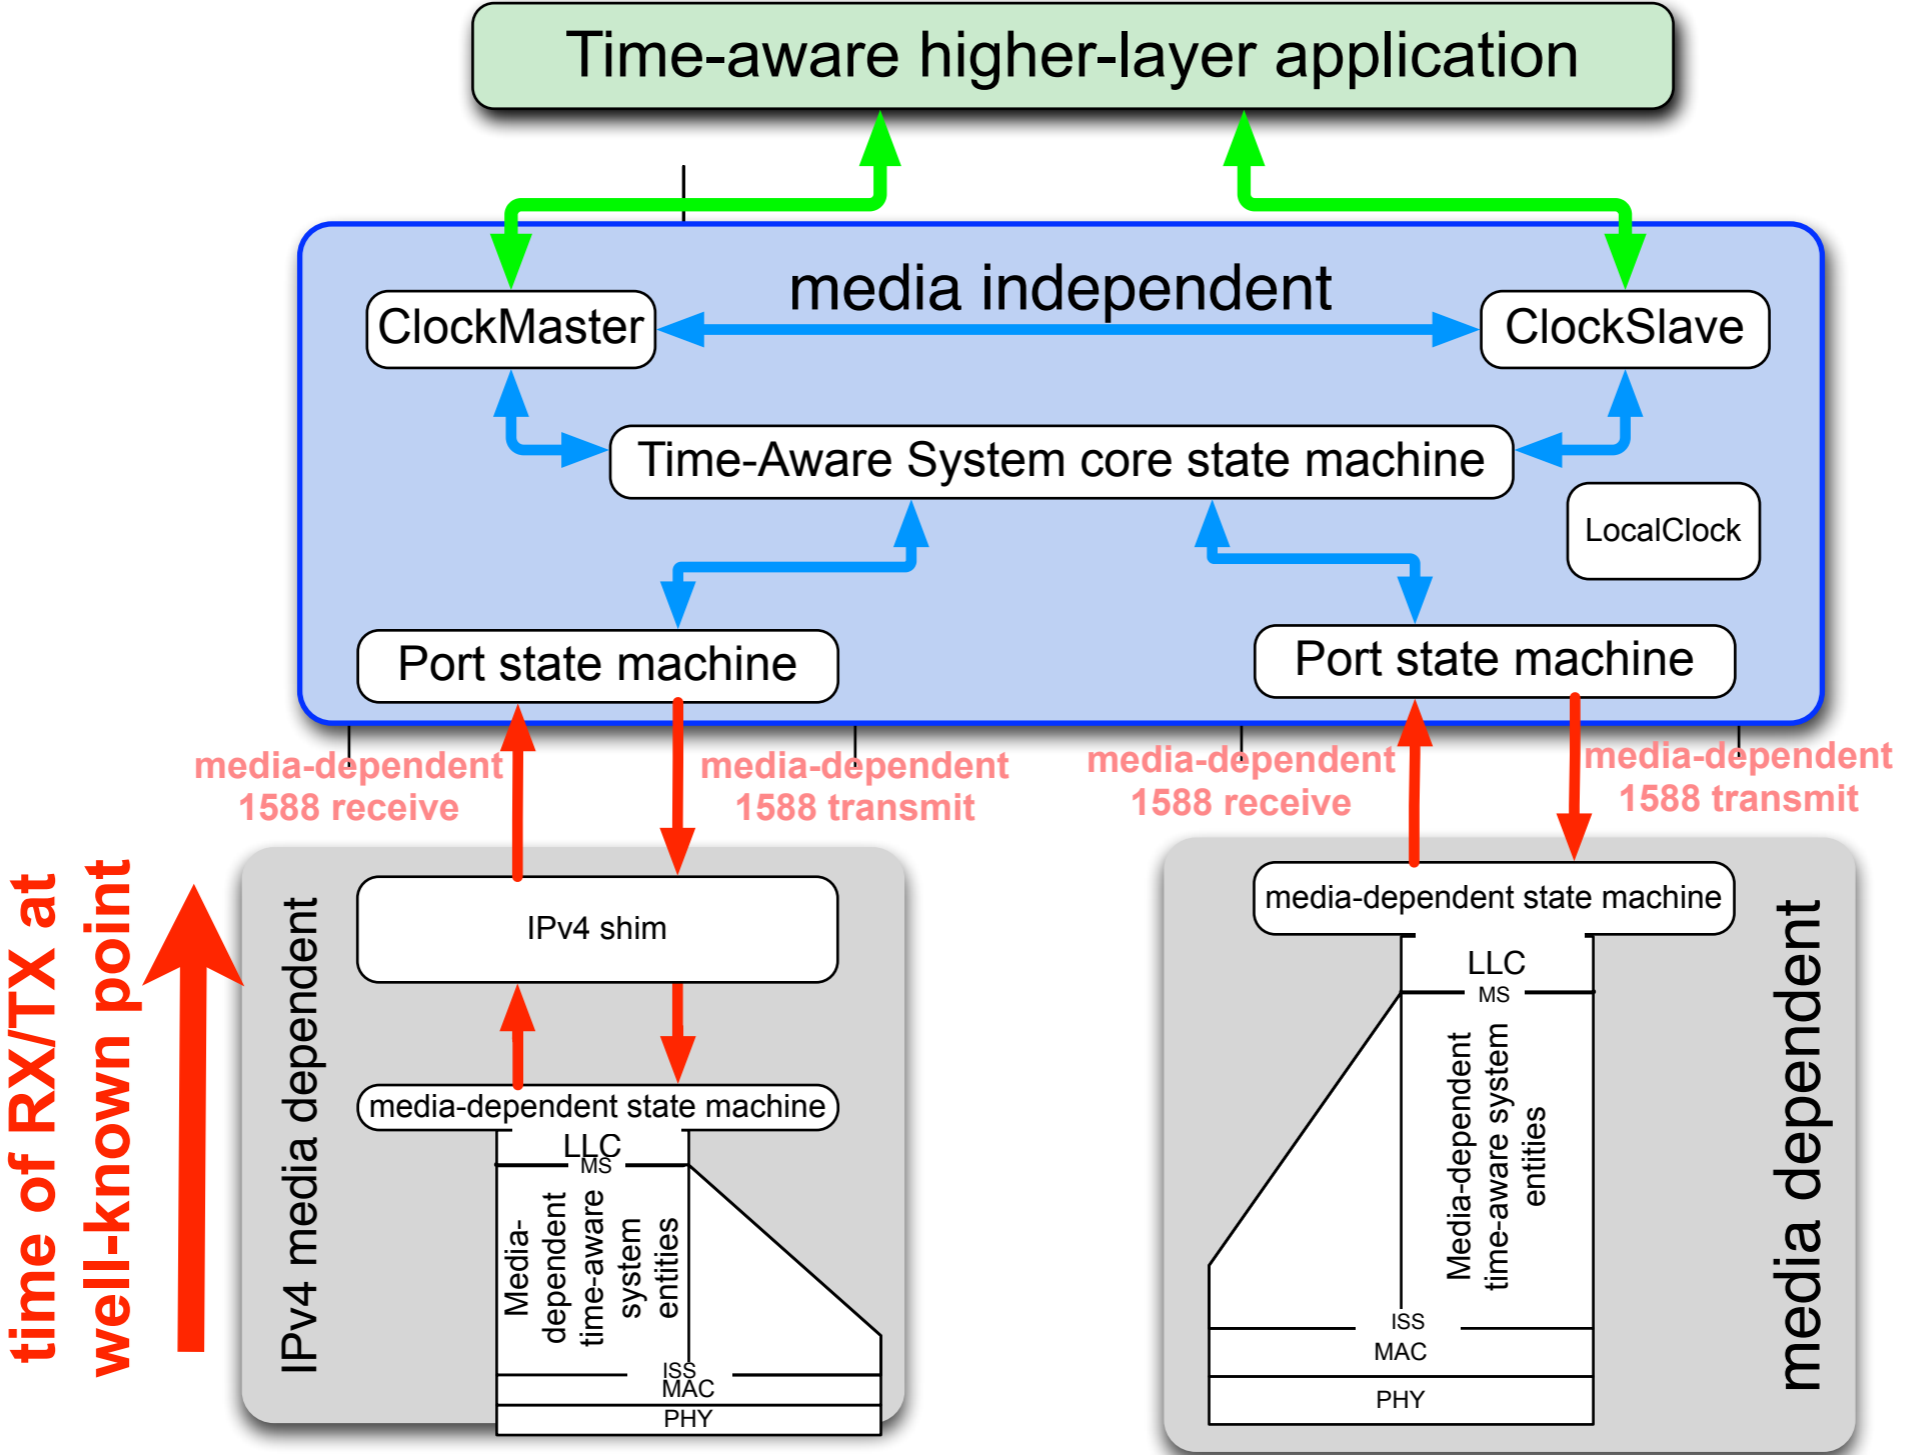 Time-aware higher-layer application
media independent
ClockMaster
ClockSlave
Time-Aware System core state machine
LocalClock
Port state machine
Port state machine
media-dependent
1588 receive
media-dependent
1588 transmit
media-dependent
1588 receive
media-dependent
1588 transmit
time of RX/TX at
well-known point
IPv4 media dependent
IPv4 shim
media-dependent state machine
LLC
MS
Media-
dependent
time-aware
system
entities
ISS
MAC
PHY
media-dependent state machine
LLC
MS
Media-dependent
time-aware system
entities
ISS
MAC
PHY
media dependent